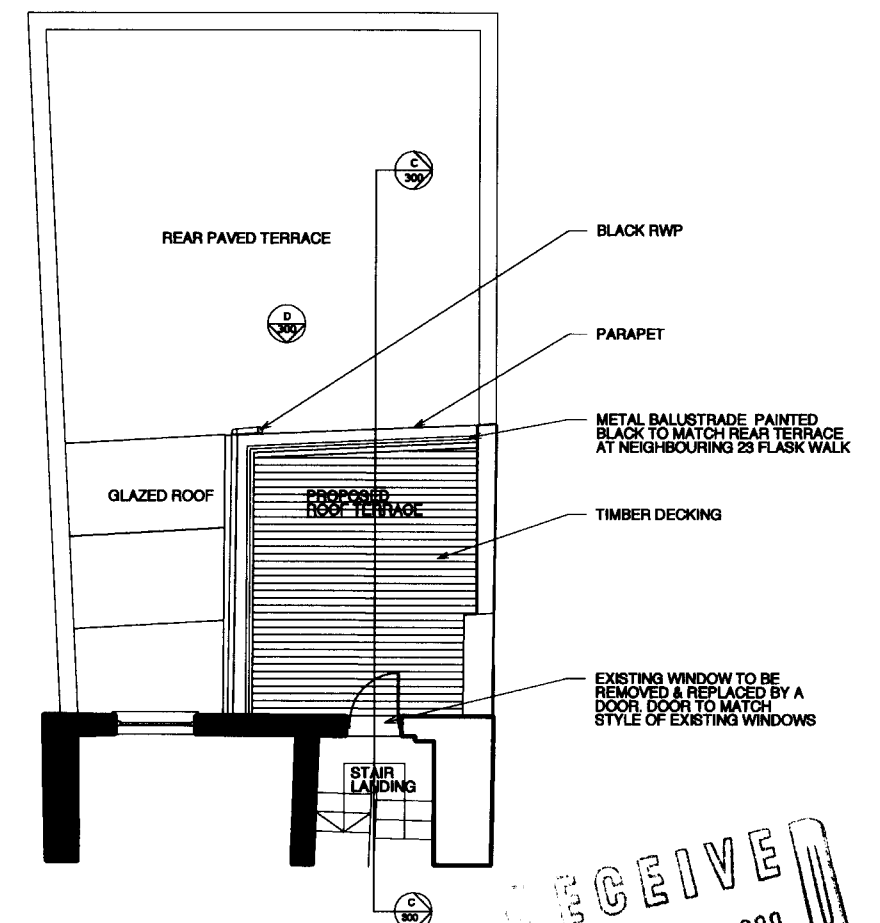 C
300
REAR PAVED TERRACE
BLACK RWP
D
300
PARAPET
METAL BALUSTRADE PAINTED
BLACK TO MATCH REAR TERRACE
AT NEIGHBOURING 23 FLASK WALK
GLAZED ROOF
PROPOSED
ROOF TERRACE
TIMBER DECKING
EXISTING WINDOW TO BE
REMOVED & REPLACED BY A
DOOR. DOOR TO MATCH
STYLE OF EXISTING WINDOWS
STAIR
LANDING
C
300